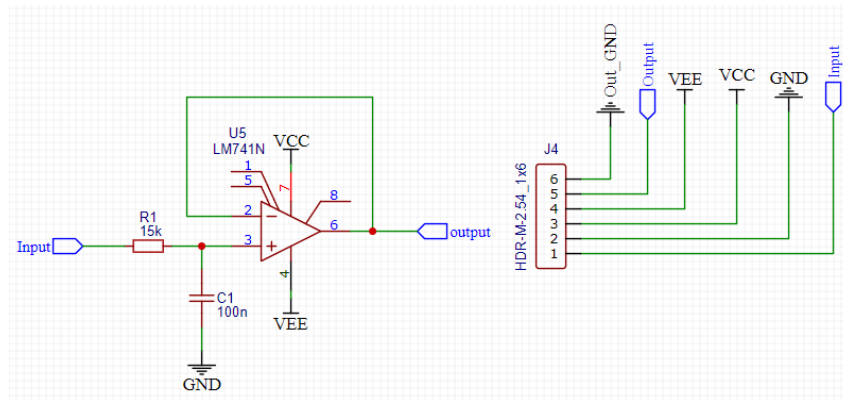 U5
LM741N
VCC
1
5
7
8
2
6
3
4
R1
15k
Input
output
C1
100n
VEE
GND
Out_GND
Output
VEE
VCC
GND
Input
J4
HDR-M-2.54_1x6
6
5
4
3
2
1